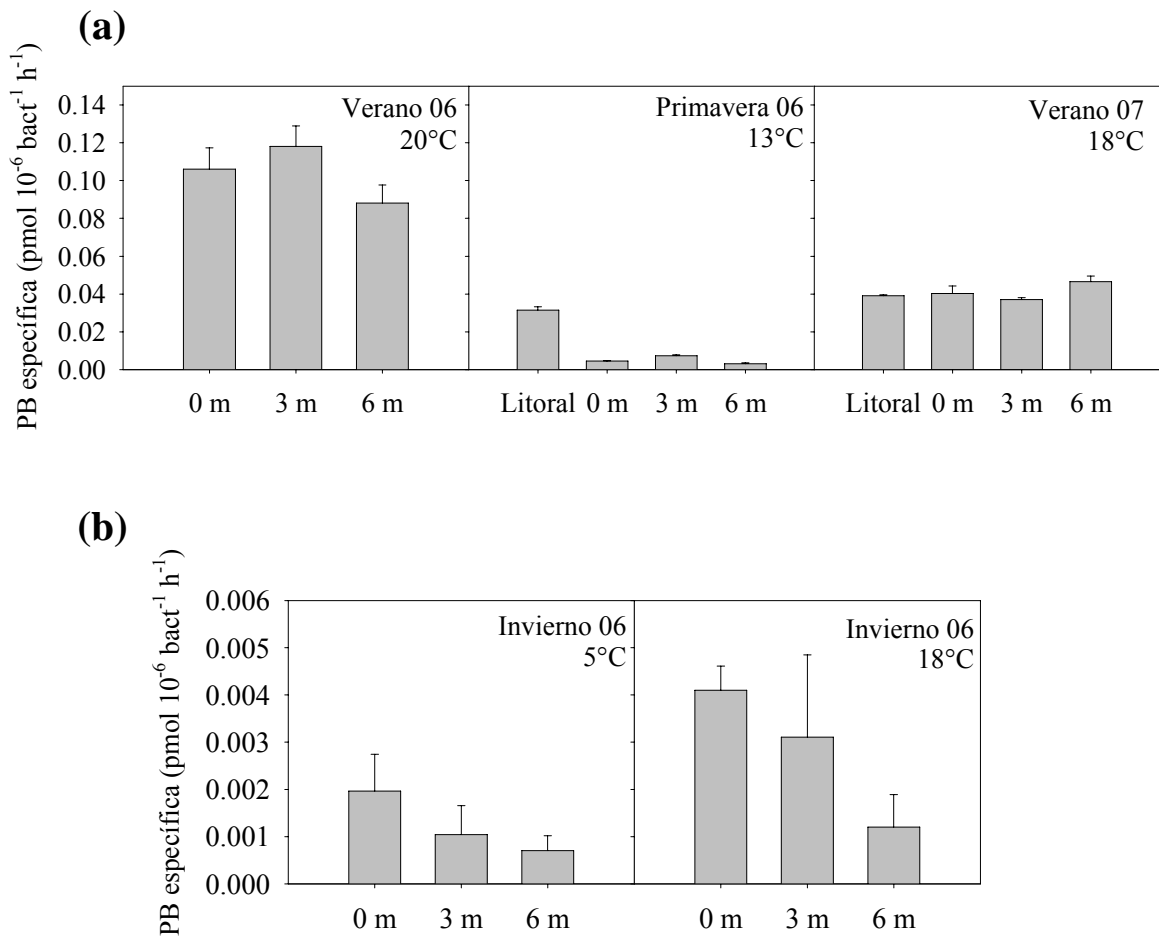 (a)
PB específica (pmol 10⁻⁶ bact⁻¹ h⁻¹)
0.14
0.12
0.10
0.08
0.06
0.04
0.02
0.00
Verano 06
20°C
Primavera 06
13°C
Verano 07
18°C
0 m 3 m 6 m
Litoral 0 m 3 m 6 m
Litoral 0 m 3 m 6 m
(b)
PB específica (pmol 10⁻⁶ bact⁻¹ h⁻¹)
0.006
0.005
0.004
0.003
0.002
0.001
0.000
Invierno 06
5°C
Invierno 06
18°C
0 m 3 m 6 m
0 m 3 m 6 m